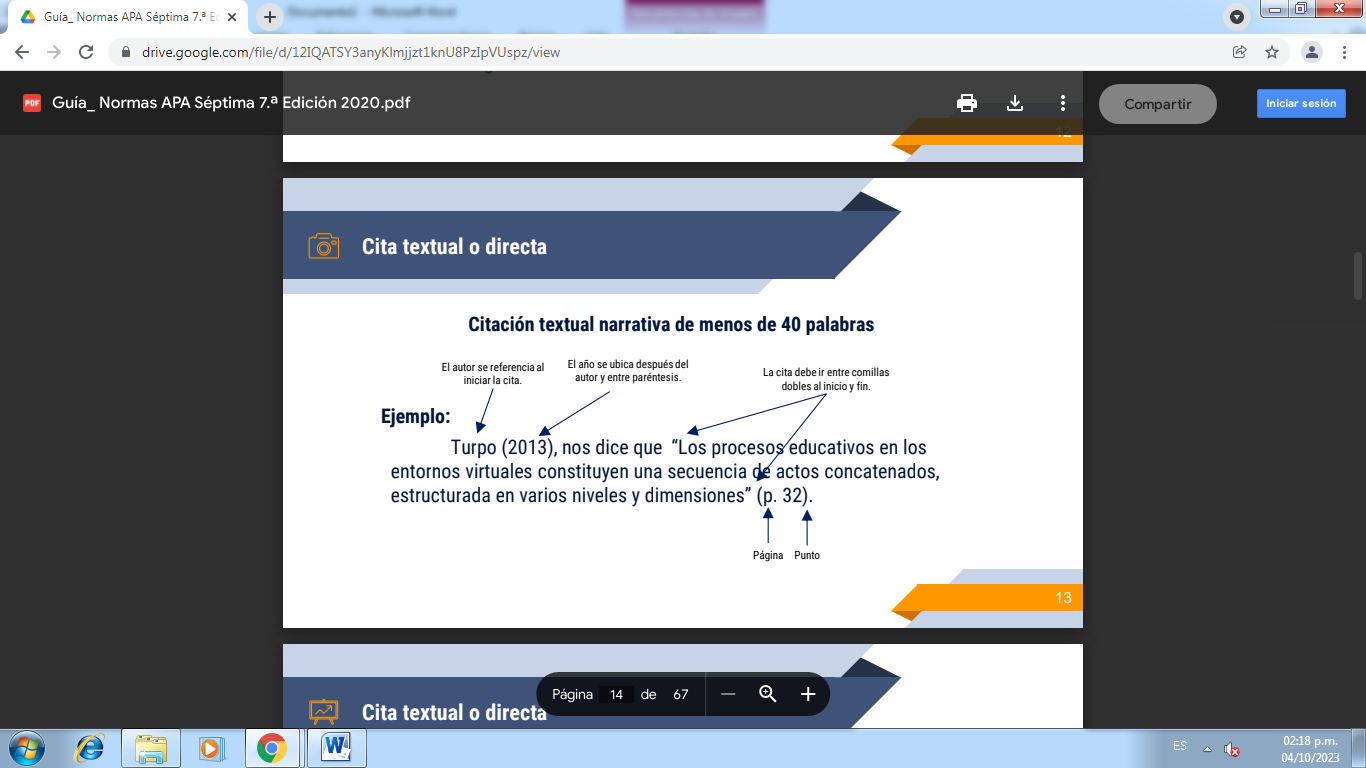 Guía_ Normas APA Séptima 7.ª E
Documento1 - Microsoft Word
drive.google.com/file/d/12IQATSY3anyKlmjjzt1knU8PzIpVUspz/view
PDF
Guía_ Normas APA Séptima 7.ª Edición 2020.pdf
Compartir
Iniciar sesión
12
Cita textual o directa
Citación textual narrativa de menos de 40 palabras
El autor se referencia al
iniciar la cita.
El año se ubica después del
autor y entre paréntesis.
La cita debe ir entre comillas
dobles al inicio y fin.
Ejemplo:
Turpo (2013), nos dice que “Los procesos educativos en los
entornos virtuales constituyen una secuencia de actos concatenados,
estructurada en varios niveles y dimensiones” (p. 32).
Página Punto
13
Cita textual o directa
Página 14 de 67
ES
02:18 p.m.
04/10/2023